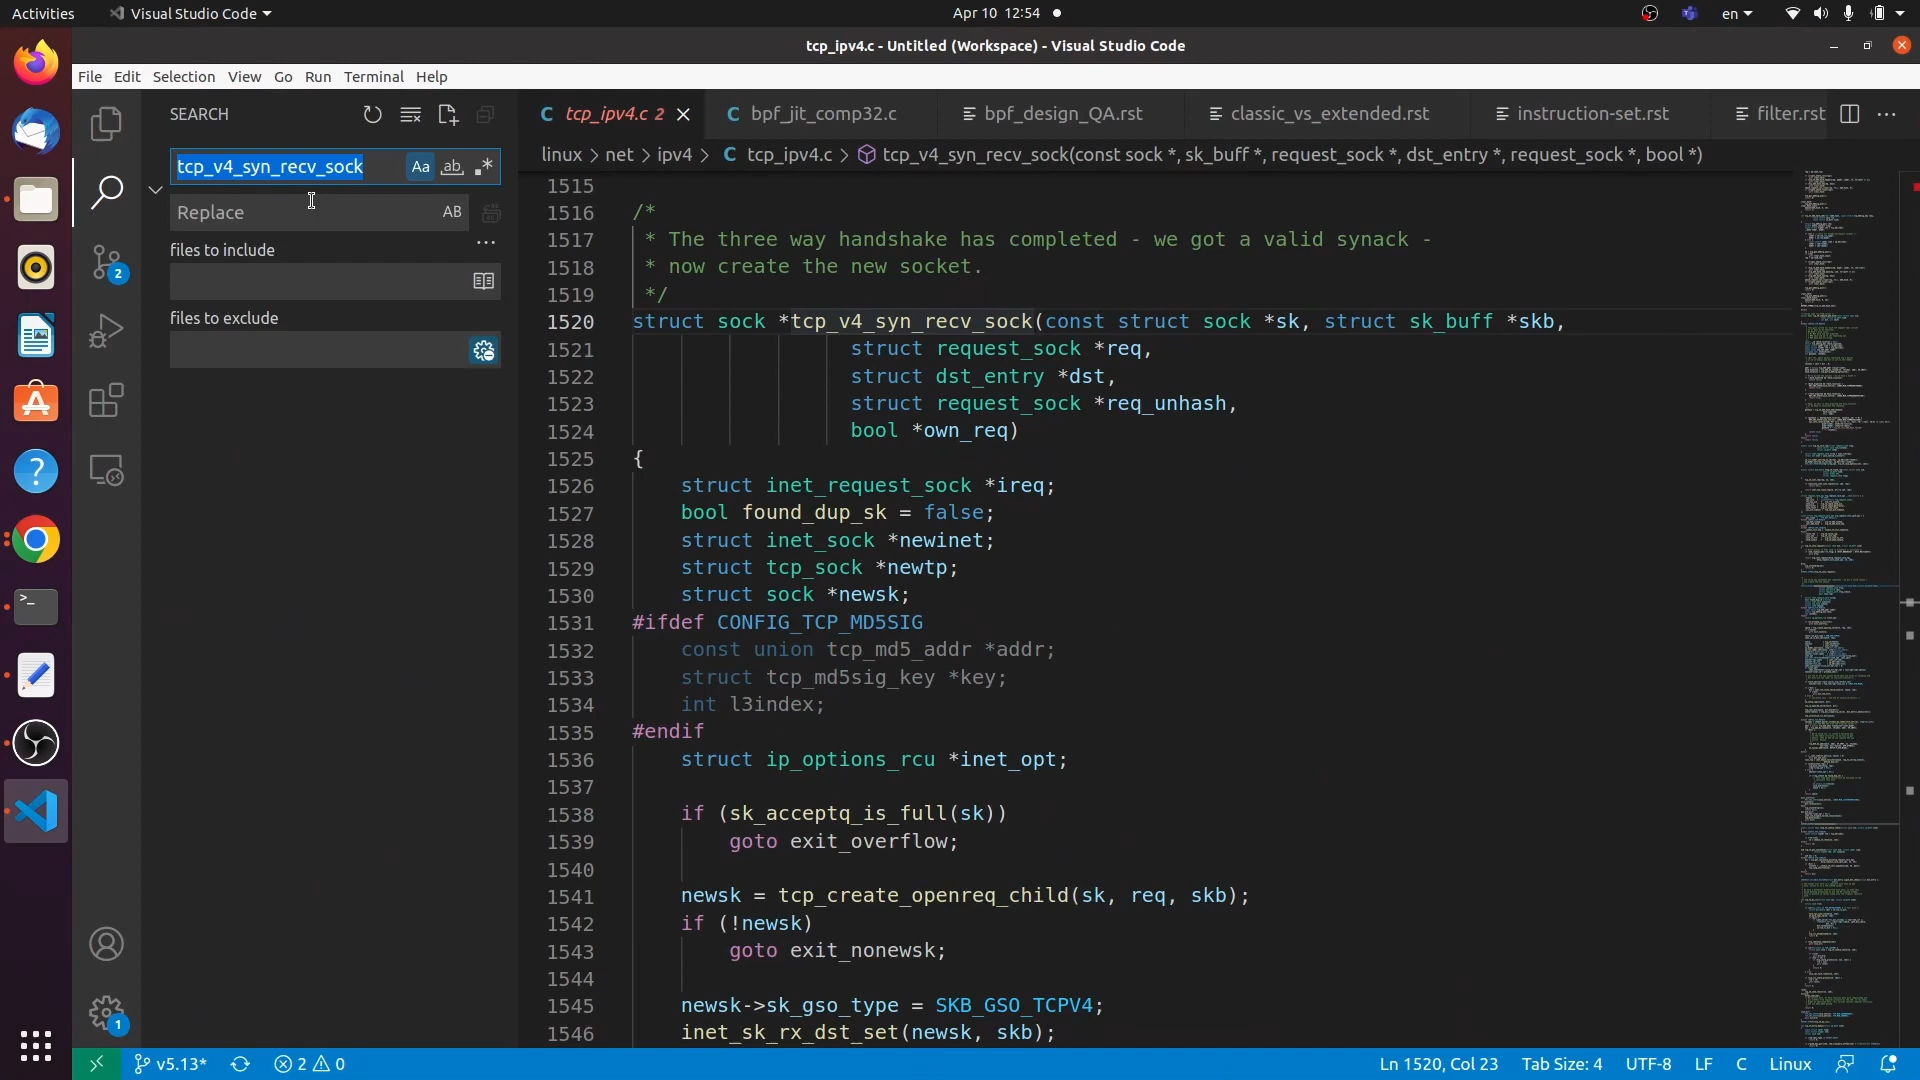 Activities
Visual Studio Code
Apr 10 12:54
en
tcp_ipv4.c - Untitled (Workspace) - Visual Studio Code
File Edit Selection View Go Run Terminal Help
SEARCH
tcp_v4_syn_recv_sock
Aa ab .*
Replace
AB
files to include
files to exclude
2
1
tcp_ipv4.c 2
C bpf_jit_comp32.c
bpf_design_QA.rst
classic_vs_extended.rst
instruction-set.rst
filter.rst
linux > net > ipv4 > C tcp_ipv4.c > tcp_v4_syn_recv_sock(const sock *, sk_buff *, request_sock *, dst_entry *, request_sock *, bool *)
1515
1516 /*
1517 * The three way handshake has completed - we got a valid synack -
1518 * now create the new socket.
1519 */
1520 struct sock *tcp_v4_syn_recv_sock(const struct sock *sk, struct sk_buff *skb,
1521 struct request_sock *req,
1522 struct dst_entry *dst,
1523 struct request_sock *req_unhash,
1524 bool *own_req)
1525 {
1526 struct inet_request_sock *ireq;
1527 bool found_dup_sk = false;
1528 struct inet_sock *newinet;
1529 struct tcp_sock *newtp;
1530 struct sock *newsk;
1531 #ifdef CONFIG_TCP_MD5SIG
1532 const union tcp_md5_addr *addr;
1533 struct tcp_md5sig_key *key;
1534 int l3index;
1535 #endif
1536 struct ip_options_rcu *inet_opt;
1537
1538 if (sk_acceptq_is_full(sk))
1539 goto exit_overflow;
1540
1541 newsk = tcp_create_openreq_child(sk, req, skb);
1542 if (!newsk)
1543 goto exit_nonewsk;
1544
1545 newsk->sk_gso_type = SKB_GSO_TCPV4;
1546 inet_sk_rx_dst_set(newsk, skb);
v5.13* 2 0 Ln 1520, Col 23 Tab Size: 4 UTF-8 LF C Linux